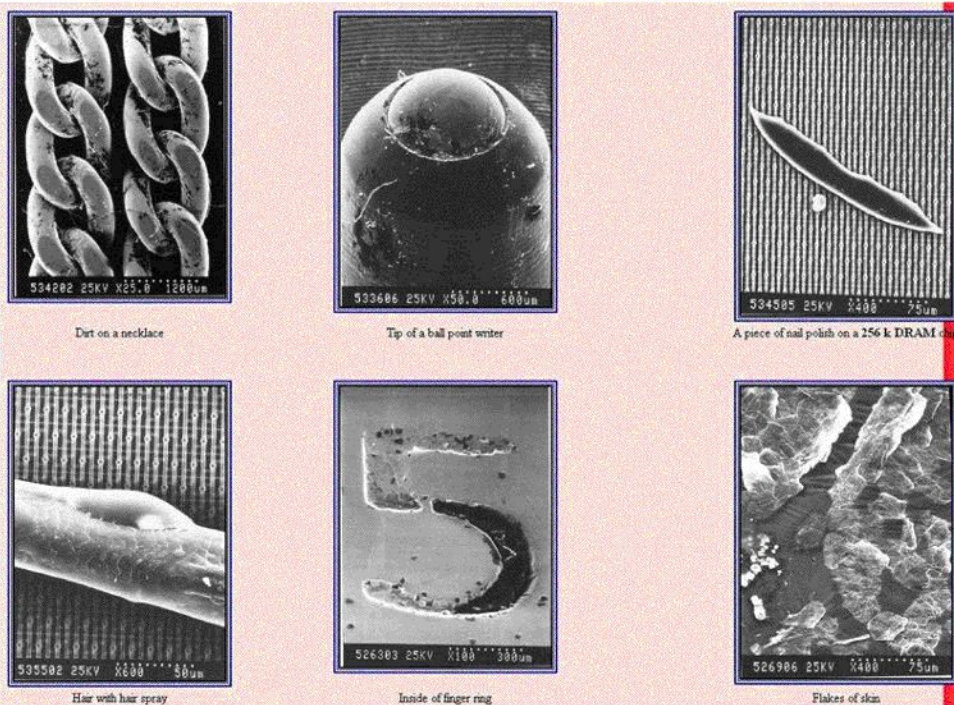 534202 25KV X25.0 1200um
533606 25KV X50.0 600um
534505 25KV X400 75um
Dirt on a necklace
Tip of a ball point writer
A piece of nail polish on a 256 k DRAM chip
535502 25KV X600 50um
526303 25KV X100 300um
526906 25KV X400 75um
Hair with hair spray
Inside of finger ring
Flakes of skin